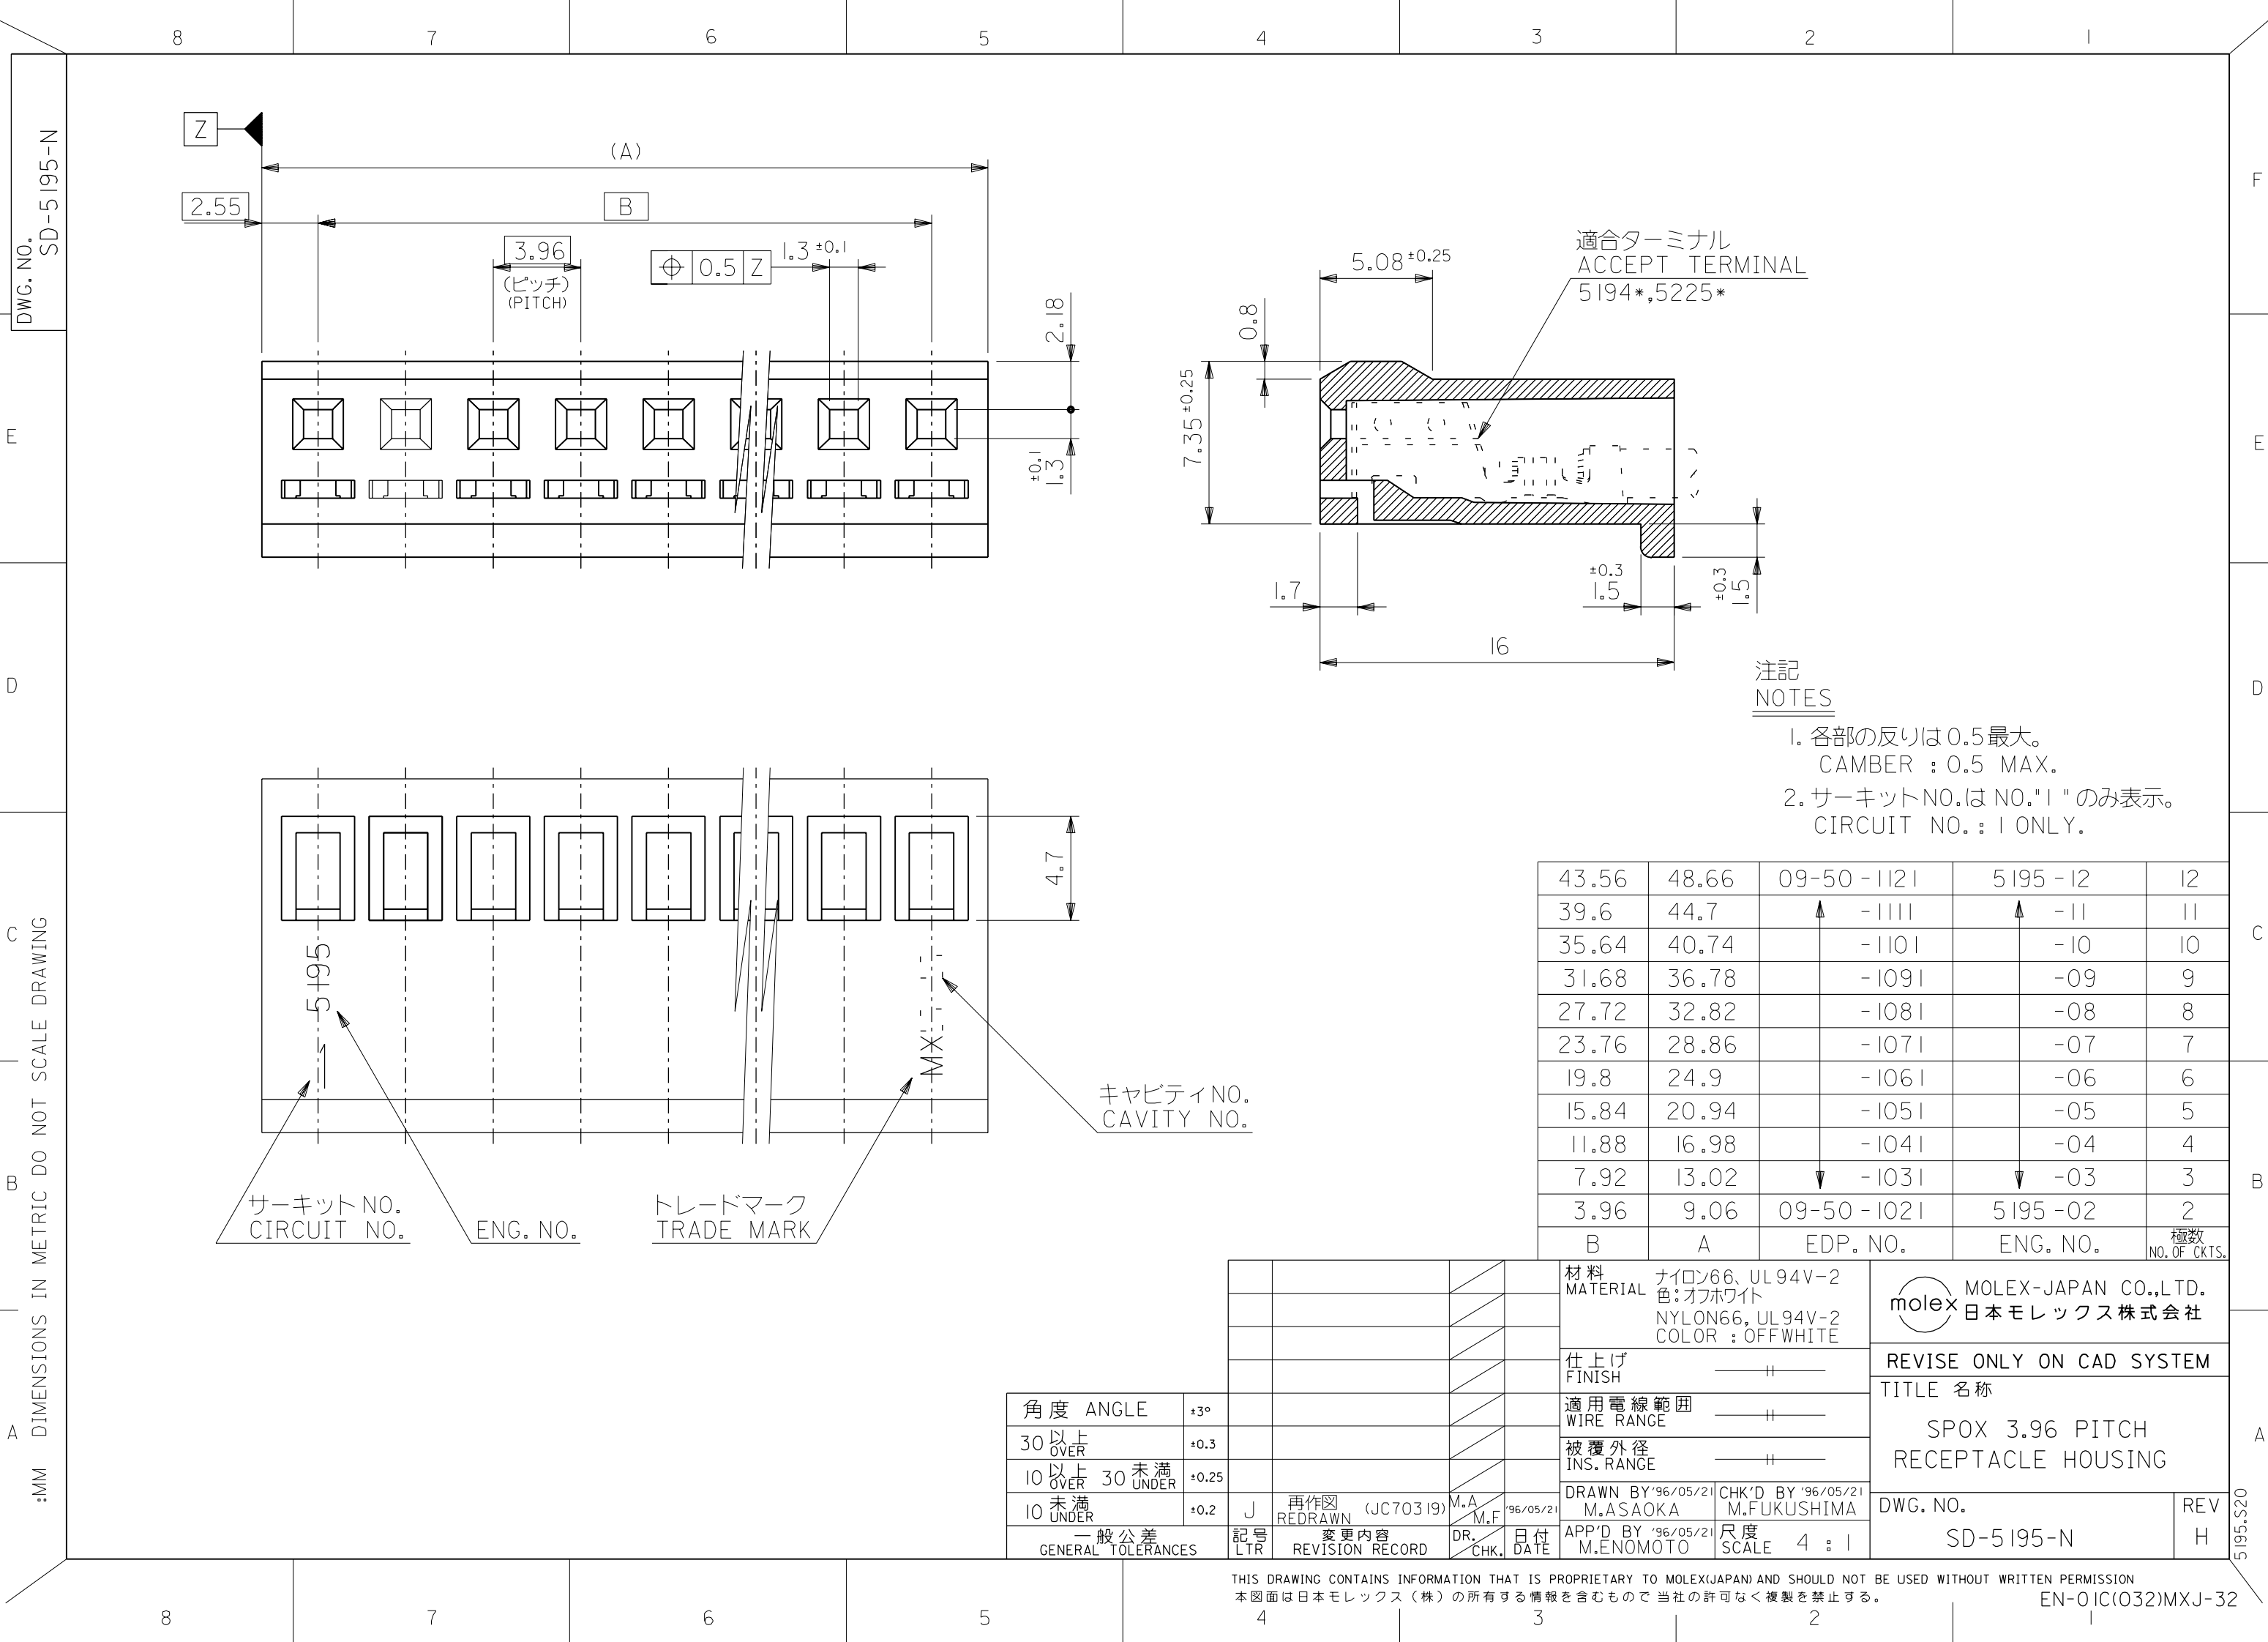 8 7 6 5 4 3 2 1
DWG. NO.
SD-5195-N
Z
(A)
2.55
B
3.96
(ピッチ)
(PITCH)
0.5 Z
1.3 ±0.1
2.18
±0.1
1.3
5.08 ±0.25
0.8
7.35 ±0.25
適合ターミナル
ACCEPT TERMINAL
5194*,5225*
1.7
±0.3
1.5
±0.3
1.5
16
F
E E
D D
C C
B B
A A
注記
NOTES
1. 各部の反りは0.5最大。
CAMBER : 0.5 MAX.
2. サーキットNO.は NO."1" のみ表示。
CIRCUIT NO. : 1 ONLY.
4.7
5195
1
MX
サーキットNO.
CIRCUIT NO.
ENG. NO.
トレードマーク
TRADE MARK
キャビティNO.
CAVITY NO.
43.56 48.66 09-50-1121 5195-12 12
39.6 44.7 -1111 -11 11
35.64 40.74 -1101 -10 10
31.68 36.78 -1091 -09 9
27.72 32.82 -1081 -08 8
23.76 28.86 -1071 -07 7
19.8 24.9 -1061 -06 6
15.84 20.94 -1051 -05 5
11.88 16.98 -1041 -04 4
7.92 13.02 -1031 -03 3
3.96 9.06 09-50-1021 5195-02 2
B A EDP. NO. ENG. NO. 極数
NO. OF CKTS.
:MM DIMENSIONS IN METRIC DO NOT SCALE DRAWING
角度 ANGLE ±3°
30 以上 OVER ±0.3
10 以上 OVER 30 未満 UNDER ±0.25
10 未満 UNDER ±0.2
一般公差
GENERAL TOLERANCES
J 再作図 REDRAWN (JC70319) M.A M.F '96/05/21
記号 LTR 変更内容 REVISION RECORD DR. CHK. 日付 DATE
材料
MATERIAL
ナイロン66、UL94V-2
色:オフホワイト
NYLON66, UL94V-2
COLOR : OFFWHITE
仕上げ
FINISH
適用電線範囲
WIRE RANGE
被覆外径
INS. RANGE
DRAWN BY '96/05/21
M.ASAOKA
CHK'D BY '96/05/21
M.FUKUSHIMA
APP'D BY '96/05/21
M.ENOMOTO
尺度
SCALE 4 : 1
molex
MOLEX-JAPAN CO.,LTD.
日本モレックス株式会社
REVISE ONLY ON CAD SYSTEM
TITLE 名称
SPOX 3.96 PITCH
RECEPTACLE HOUSING
DWG. NO.
SD-5195-N
REV
H
5195.S20
THIS DRAWING CONTAINS INFORMATION THAT IS PROPRIETARY TO MOLEX(JAPAN) AND SHOULD NOT BE USED WITHOUT WRITTEN PERMISSION
本図面は日本モレックス（株）の所有する情報を含むもので 当社の許可なく複製を禁止する。
EN-01C(032)MXJ-32
8 7 6 5 4 3 2 1